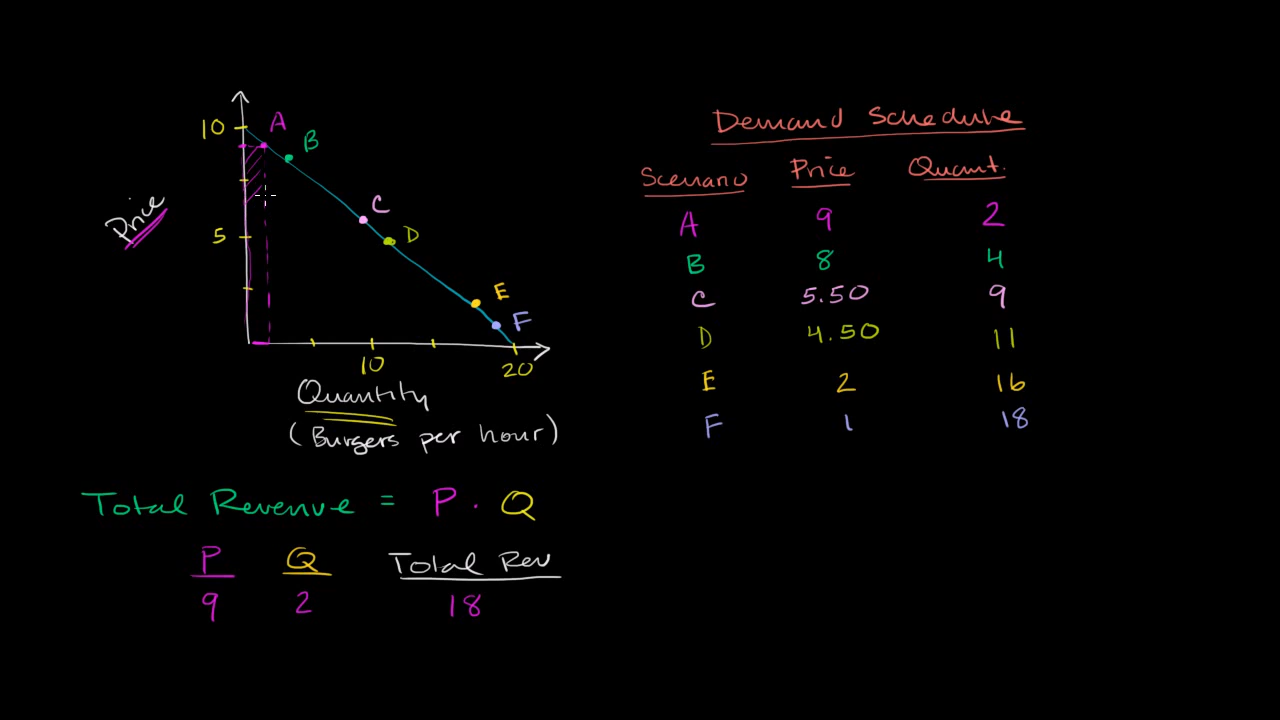 10
A
B
C
D
E
F
5
Price
10
20
Quantity
(Burgers per hour)
Total Revenue = P · Q
P Q Total Rev
9 2 18
Demand Schedule
Scenario Price Quant.
A 9 2
B 8 4
C 5.50 9
D 4.50 11
E 2 16
F 1 18